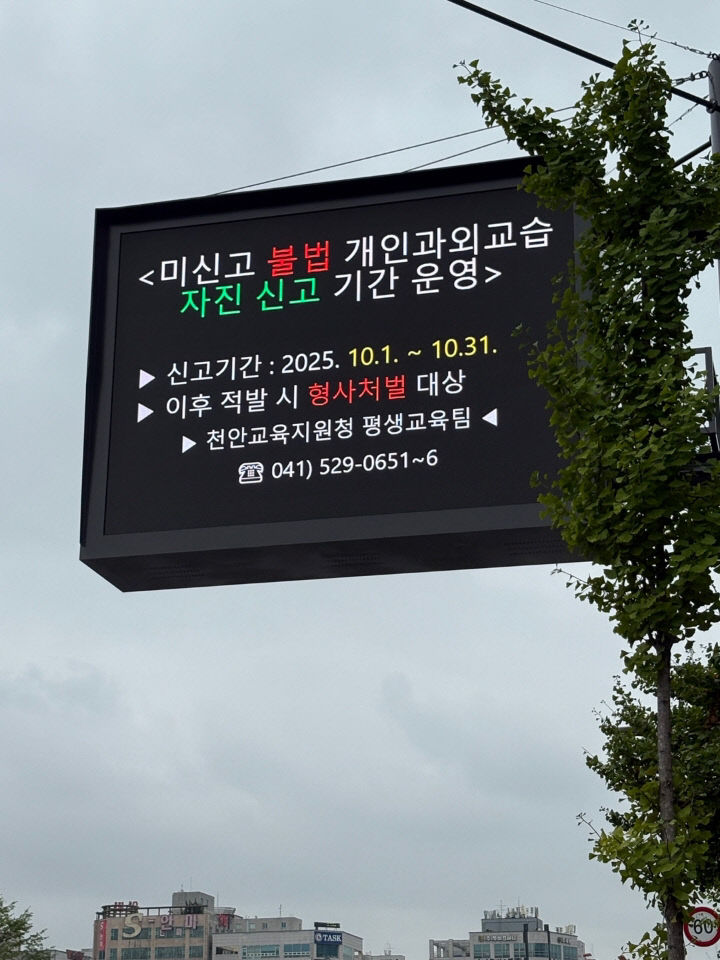 <미신고 불법 개인과외교습
자진 신고 기간 운영>
▶ 신고기간 : 2025. 10.1. ~ 10.31.
▶ 이후 적발 시 형사처벌 대상
▶ 천안교육지원청 평생교육팀 ◀
☎ 041) 529-0651~6
TASK
60